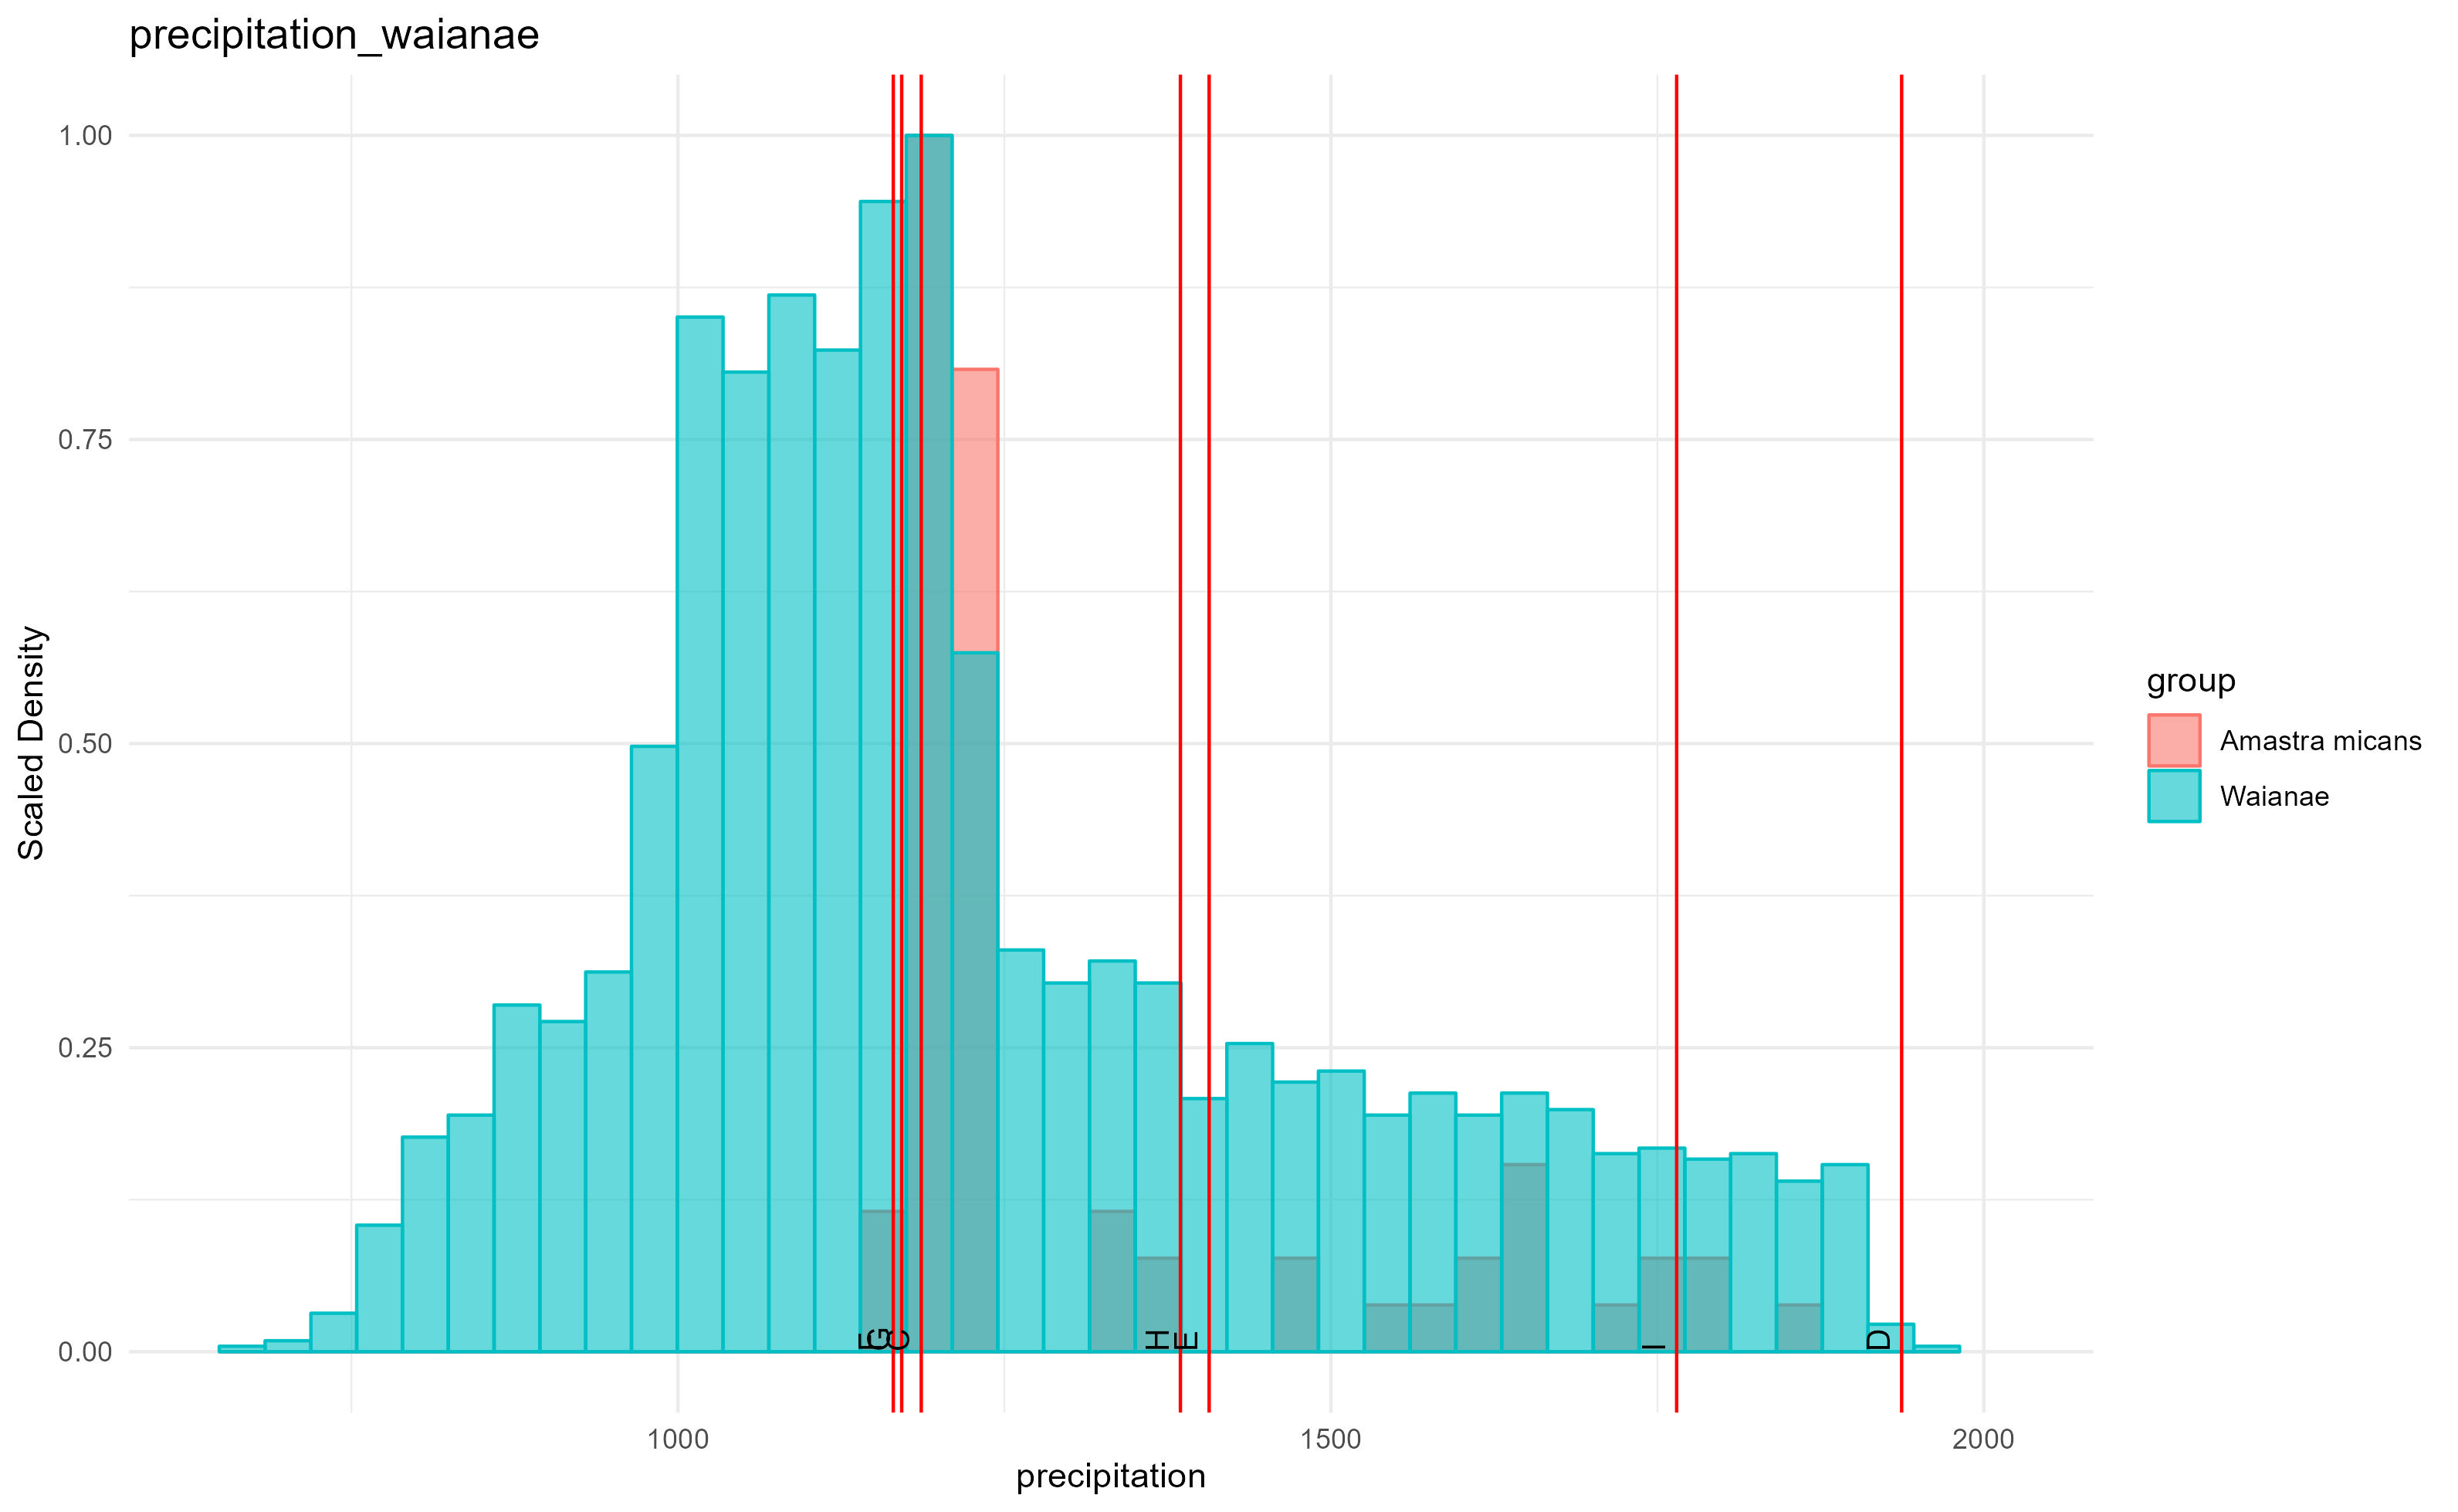 precipitation_waianae
Scaled Density
1.00
0.75
0.50
0.25
0.00
F
G
C
H
E
I
D
1000
1500
2000
precipitation
group
Amastra micans
Waianae